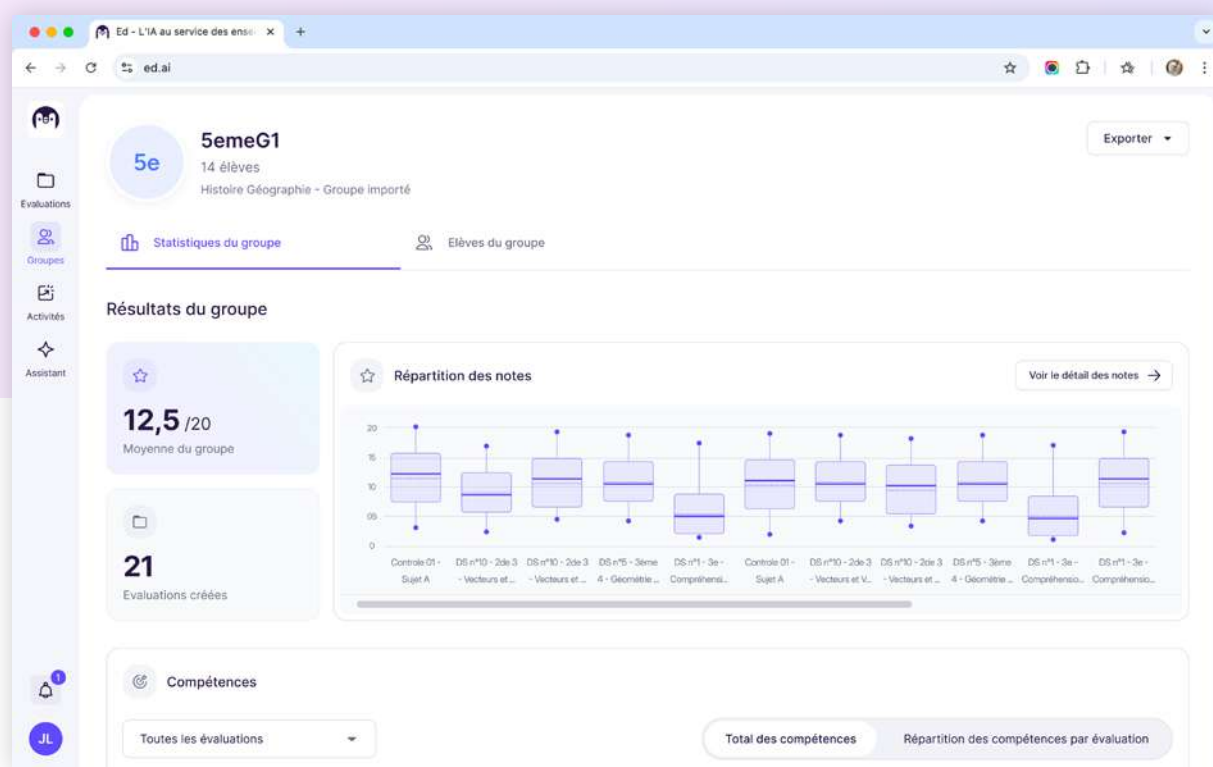 Ed - L'IA au service des ense
ed.ai
5e
5emeG1
14 élèves
Histoire Géographie - Groupe importé
Exporter
Evaluations
Groupes
Activités
Assistant
Statistiques du groupe
Elèves du groupe
Résultats du groupe
12,5 /20
Moyenne du groupe
21
Evaluations créées
Répartition des notes
Voir le détail des notes
20
15
10
05
0
Controle 01 - Sujet A
DS n°10 - 2de 3 - Vecteurs et ...
DS n°10 - 2de 3 - Vecteurs et ...
DS n°5 - 3ème 4 - Géométrie ...
DS n°1 - 3e - Compréhensi...
Controle 01 - Sujet A
DS n°10 - 2de 3 - Vecteurs et V...
DS n°10 - 2de 3 - Vecteurs et ...
DS n°5 - 3ème 4 - Géométrie ...
DS n°1 - 3e - Compréhensio...
DS n°1 - 3e - Compréhensio...
Compétences
Toutes les évaluations
Total des compétences
Répartition des compétences par évaluation
1
JL